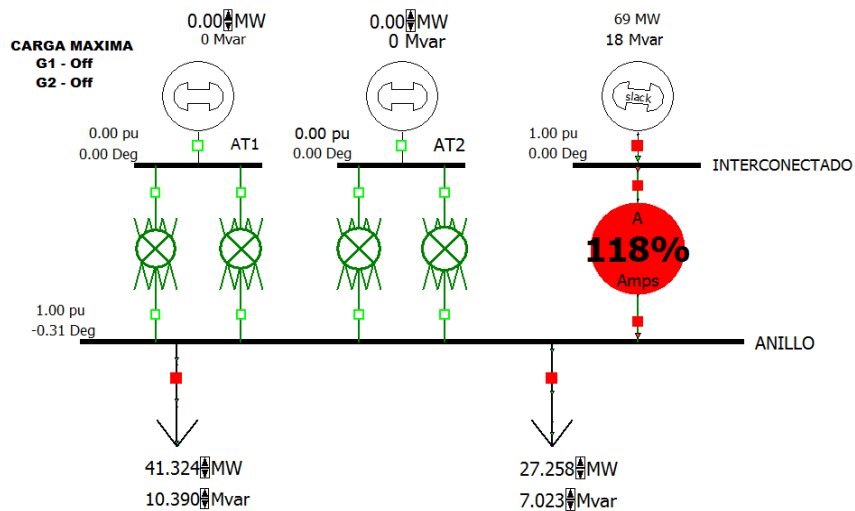 CARGA MAXIMA
G1 - Off
G2 - Off
0.00 MW
0 Mvar
0.00 MW
0 Mvar
69 MW
18 Mvar
slack
0.00 pu
0.00 Deg
AT1
0.00 pu
0.00 Deg
AT2
1.00 pu
0.00 Deg
INTERCONECTADO
A
118%
Amps
1.00 pu
-0.31 Deg
ANILLO
41.324 MW
10.390 Mvar
27.258 MW
7.023 Mvar